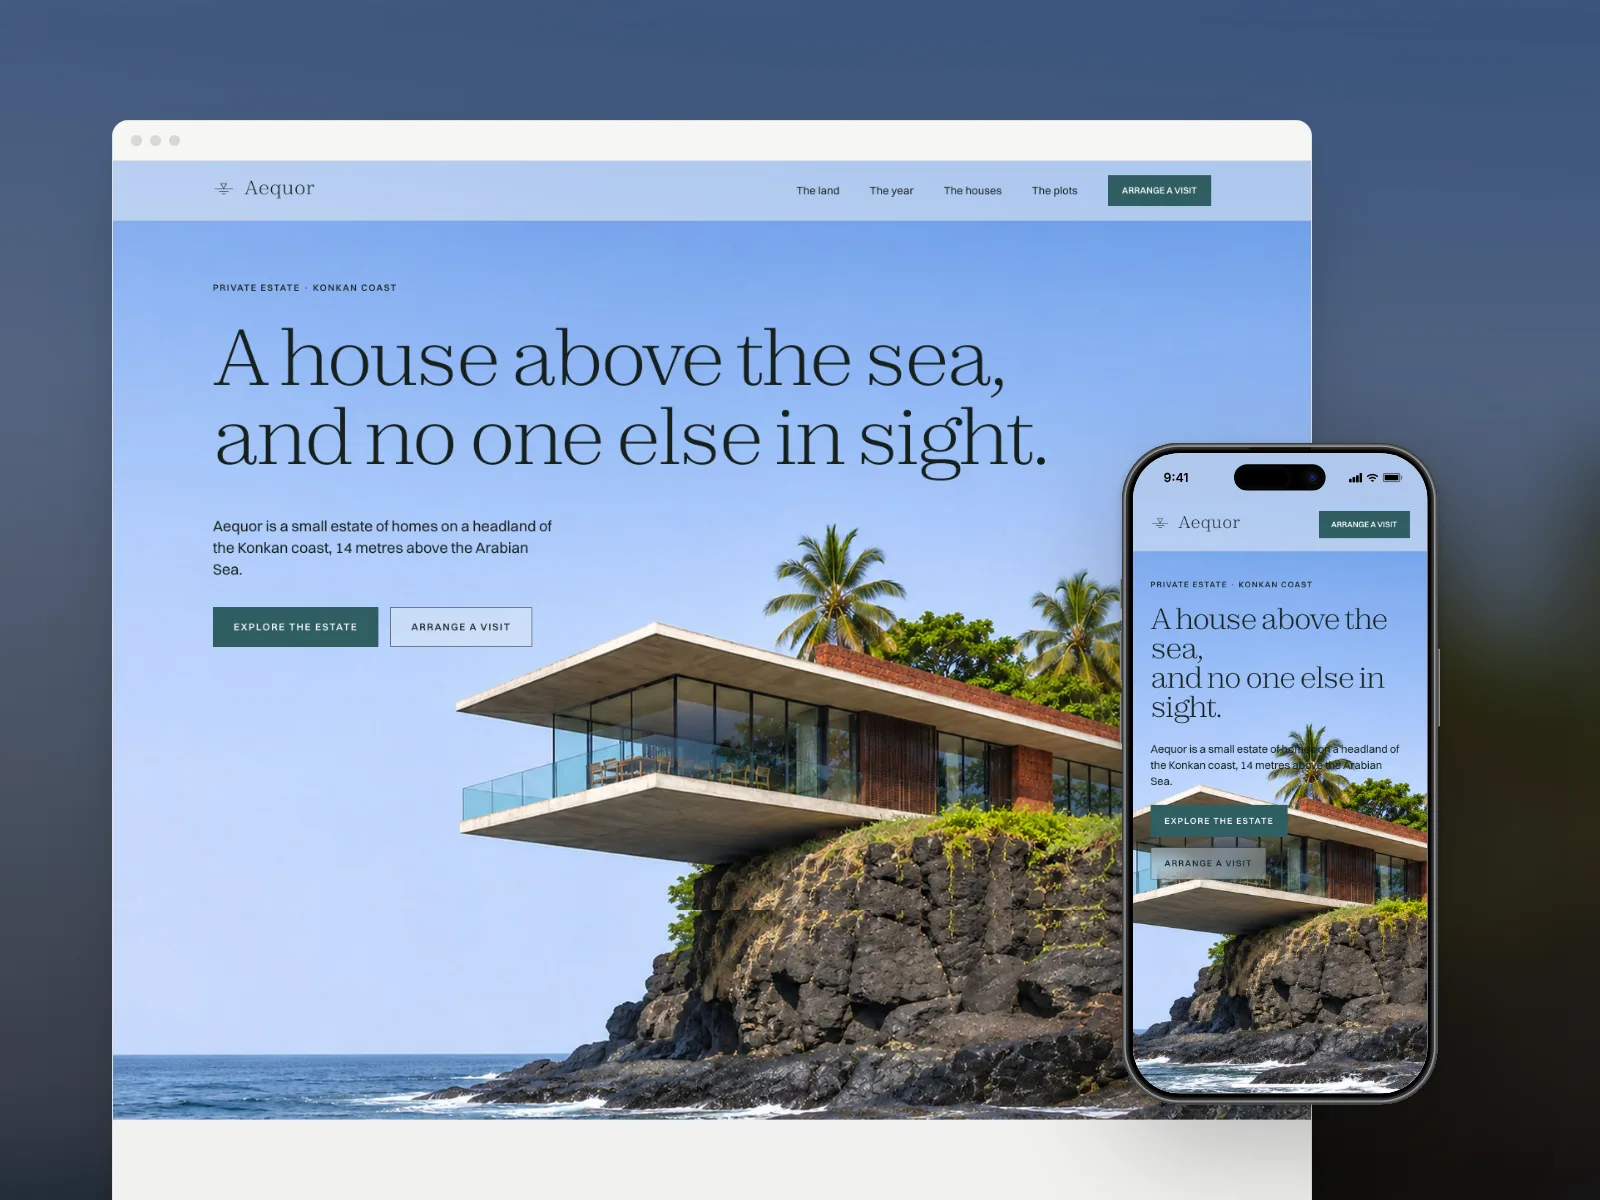 Aequor
The land
The year
The houses
The plots
ARRANGE A VISIT
PRIVATE ESTATE · KONKAN COAST
A house above the sea,
and no one else in sight.
Aequor is a small estate of homes on a headland of
the Konkan coast, 14 metres above the Arabian
Sea.
EXPLORE THE ESTATE
ARRANGE A VISIT
9:41
Aequor
ARRANGE A VISIT
PRIVATE ESTATE · KONKAN COAST
A house above the
sea,
and no one else in
sight.
Aequor is a small estate of homes on a headland of
the Konkan coast, 14 metres above the Arabian
Sea.
EXPLORE THE ESTATE
ARRANGE A VISIT